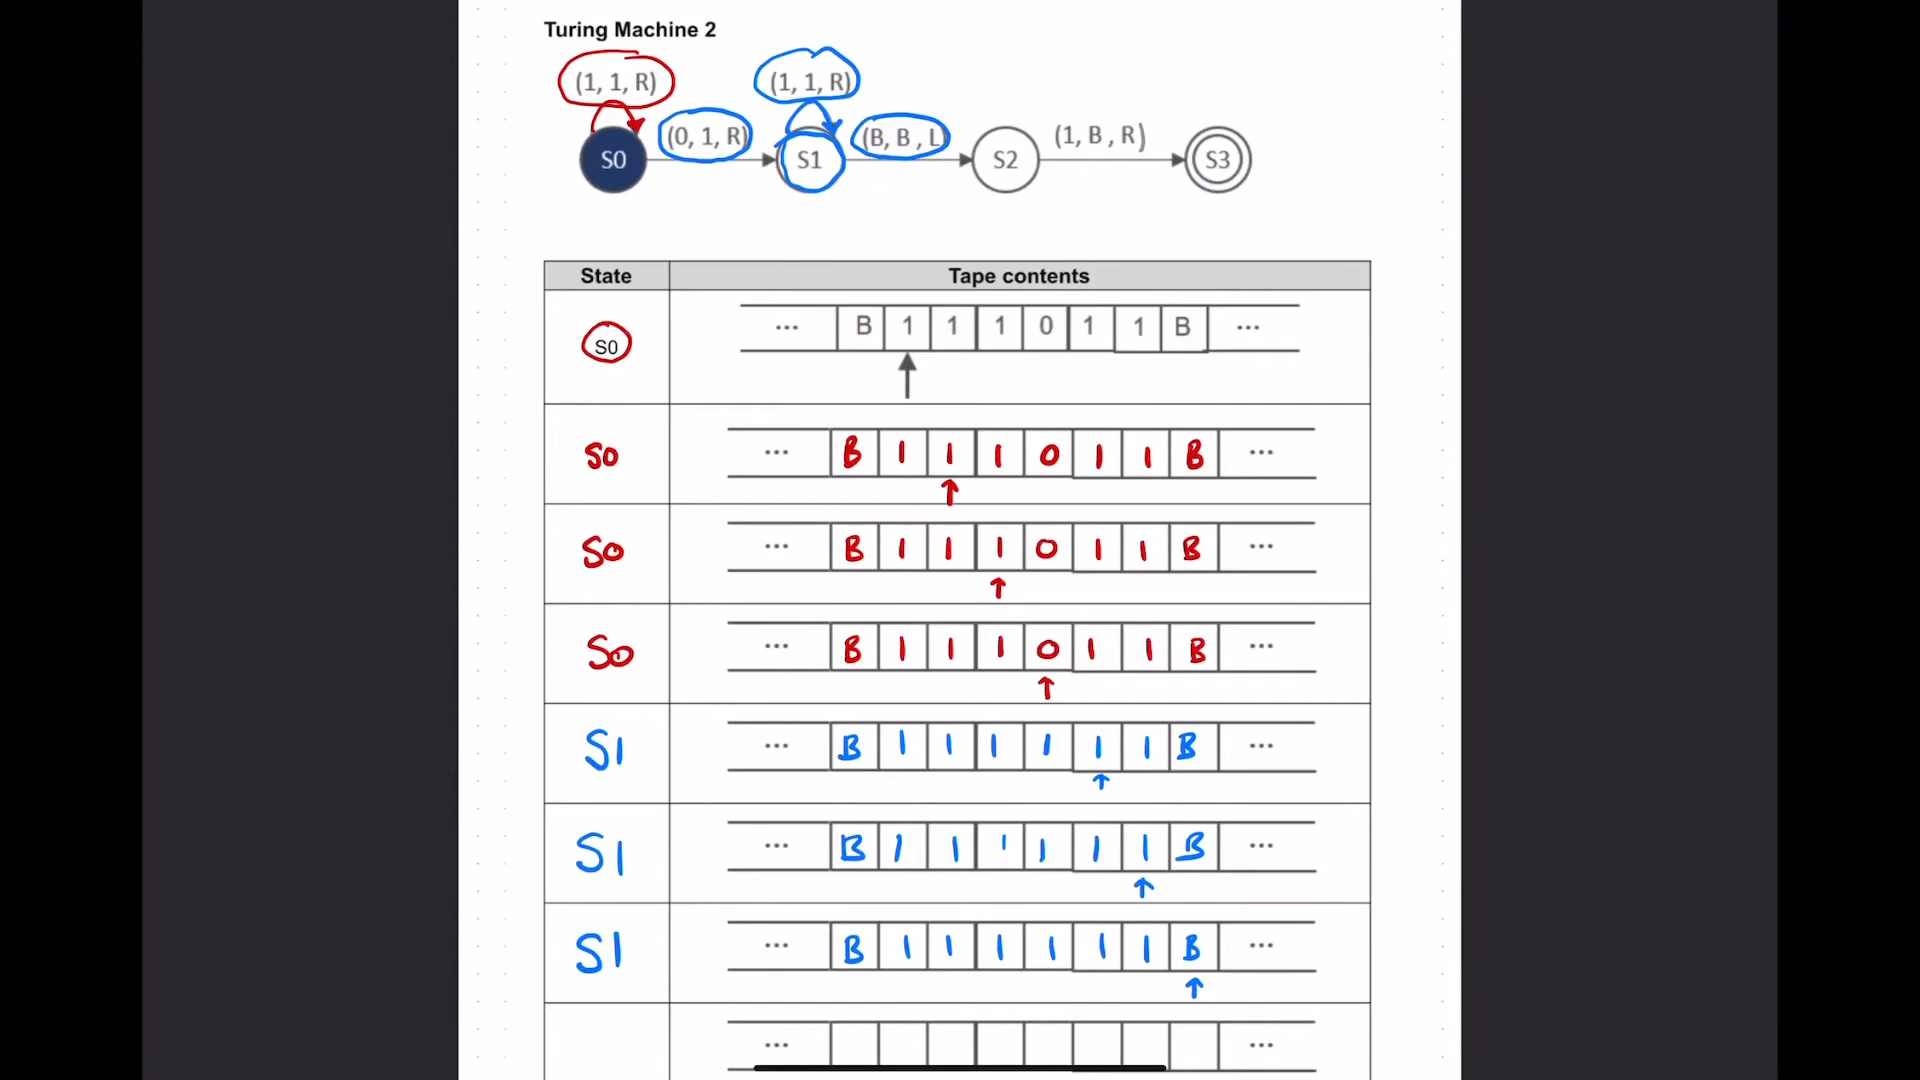 Turing Machine 2
(1, 1, R) (1, 1, R)
(0, 1, R) (B, B , L) (1, B , R)
S0 S1 S2 S3
State Tape contents
S0 ... B 1 1 1 0 1 1 B ...
S0 ... B 1 1 1 0 1 1 B ...
S0 ... B 1 1 1 0 1 1 B ...
S0 ... B 1 1 1 0 1 1 B ...
S1 ... B 1 1 1 1 1 1 B ...
S1 ... B 1 1 1 1 1 1 B ...
S1 ... B 1 1 1 1 1 1 B ...
... ...